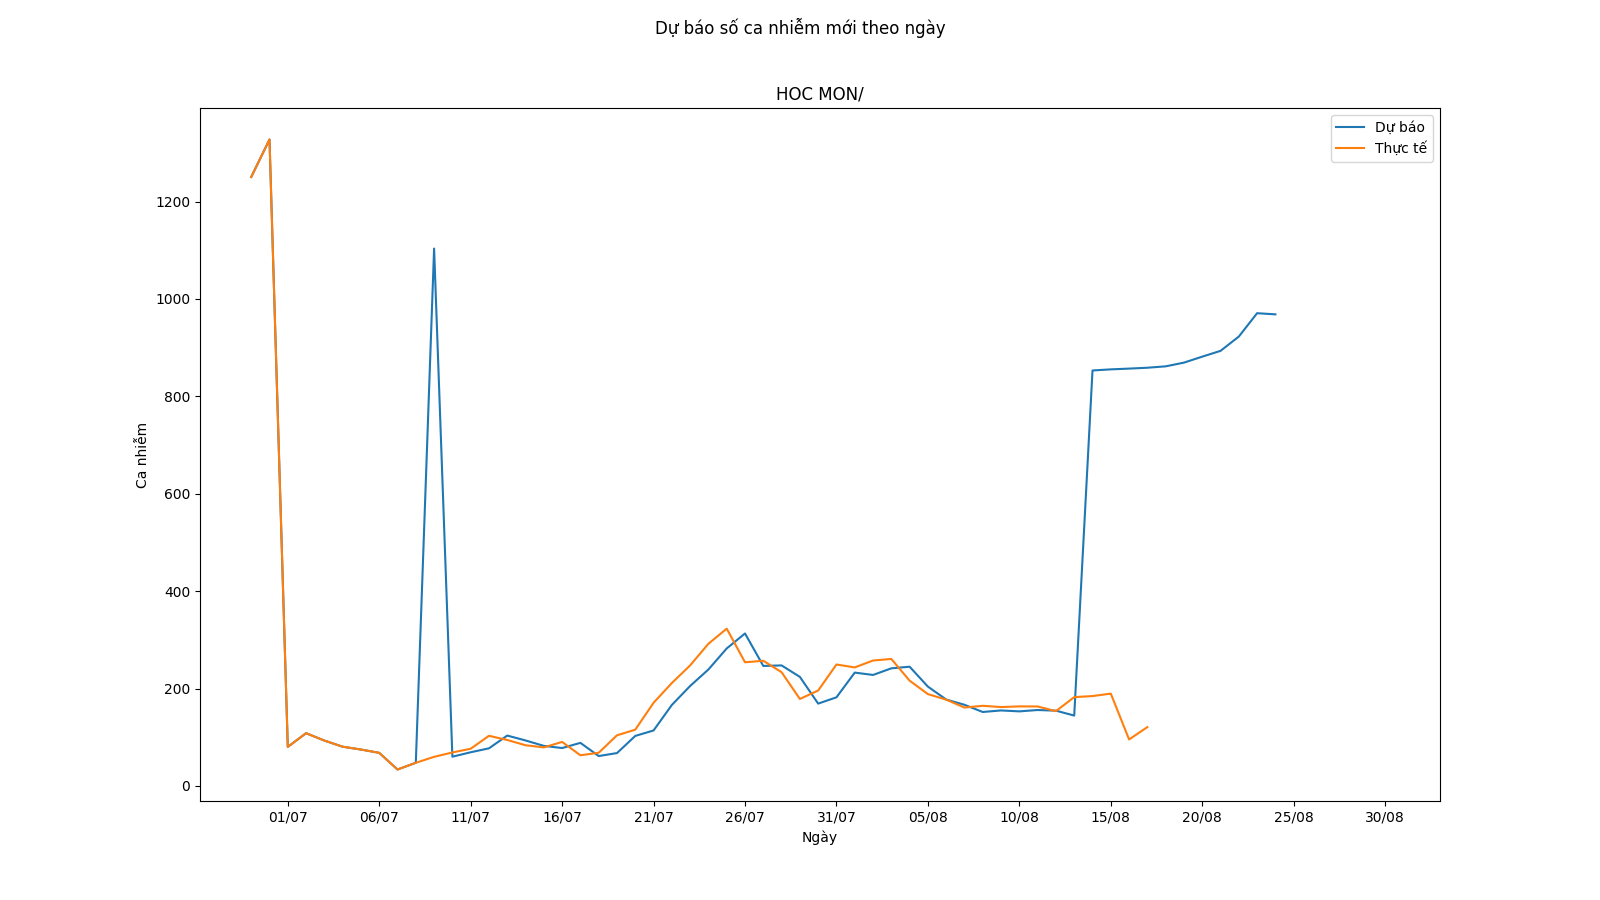 Dự báo số ca nhiễm mới theo ngày
HOC MON/
Dự báo
Thực tế
1200
1000
800
600
400
200
0
Ca nhiễm
01/07 06/07 11/07 16/07 21/07 26/07 31/07 05/08 10/08 15/08 20/08 25/08 30/08
Ngày